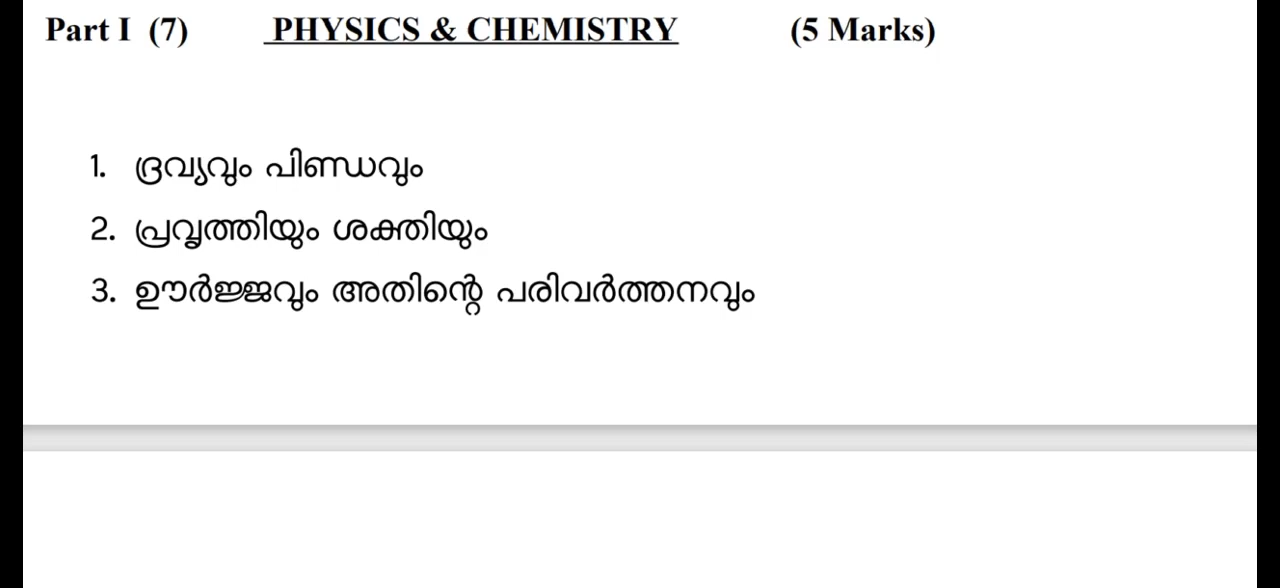 Part I (7) PHYSICS & CHEMISTRY (5 Marks)
1. ദ്രവ്യവും പിണ്ഡവും
2. പ്രവൃത്തിയും ശക്തിയും
3. ഊർജ്ജവും അതിന്റെ പരിവർത്തനവും